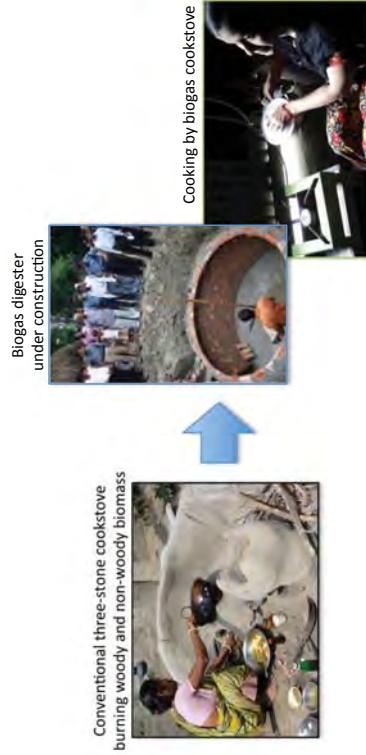 Conventional three-stone cookstove
burning woody and non-woody biomass
Biogas digester
under construction
Cooking by biogas cookstove